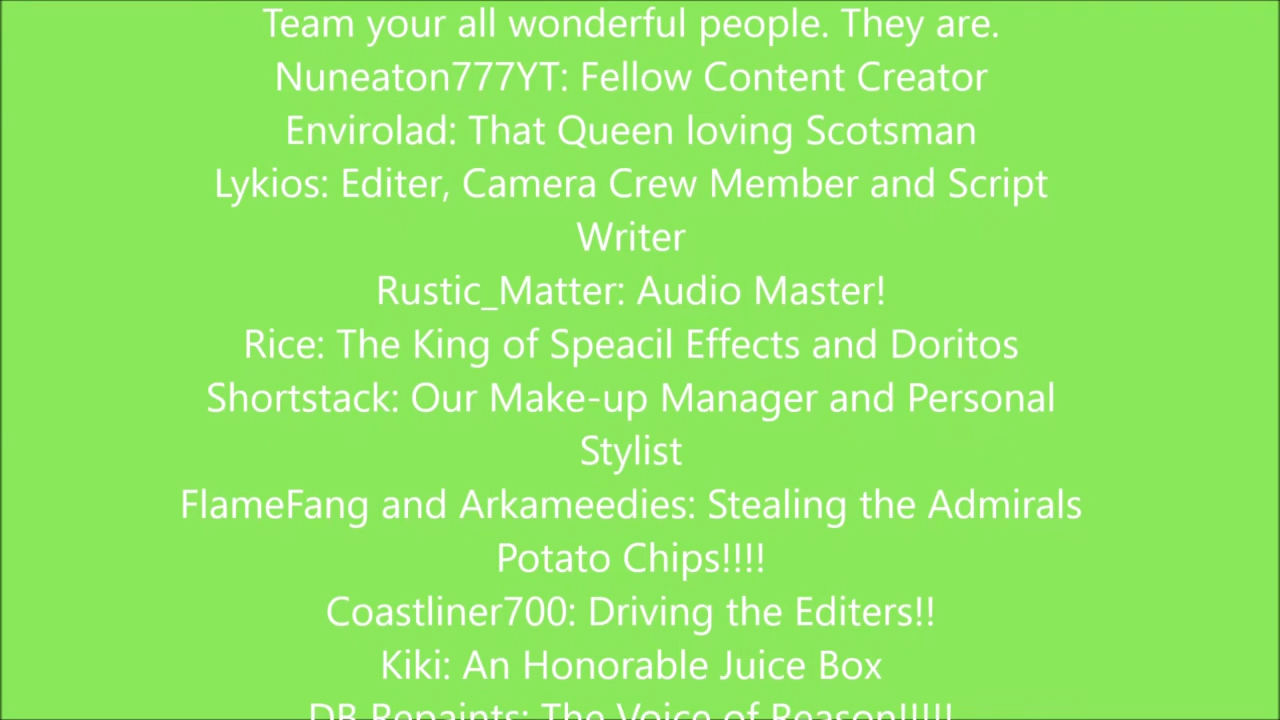 Team your all wonderful people. They are.
Nuneaton777YT: Fellow Content Creator
Envirolad: That Queen loving Scotsman
Lykios: Editer, Camera Crew Member and Script
Writer
Rustic_Matter: Audio Master!
Rice: The King of Speacil Effects and Doritos
Shortstack: Our Make-up Manager and Personal
Stylist
FlameFang and Arkameedies: Stealing the Admirals
Potato Chips!!!!
Coastliner700: Driving the Editers!!
Kiki: An Honorable Juice Box
DB Repaints: The Voice of Reason!!!!!